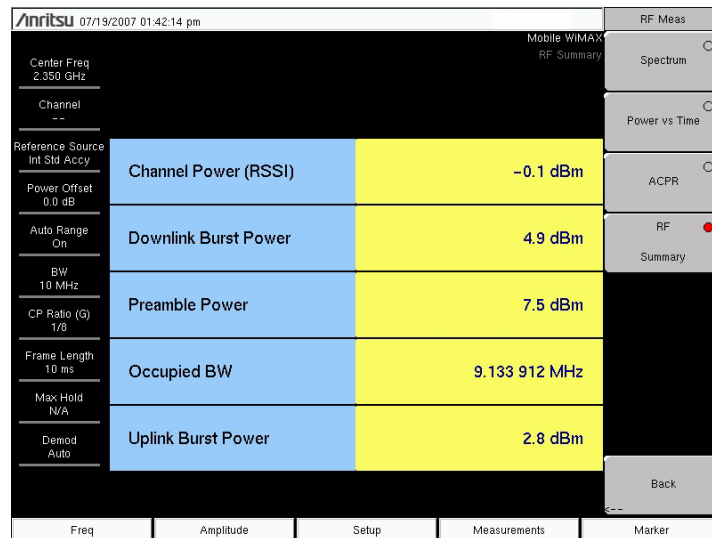 Anritsu 07/19/2007 01:42:14 pm
Mobile WiMAX
RF Summary
Center Freq
2.350 GHz
Channel
--
Reference Source
Int Std Accy
Power Offset
0.0 dB
Auto Range
On
BW
10 MHz
CP Ratio (G)
1/8
Frame Length
10 ms
Max Hold
N/A
Demod
Auto
Channel Power (RSSI) -0.1 dBm
Downlink Burst Power 4.9 dBm
Preamble Power 7.5 dBm
Occupied BW 9.133 912 MHz
Uplink Burst Power 2.8 dBm
RF Meas
Spectrum
Power vs Time
ACPR
RF
Summary
Back
<--
Freq Amplitude Setup Measurements Marker